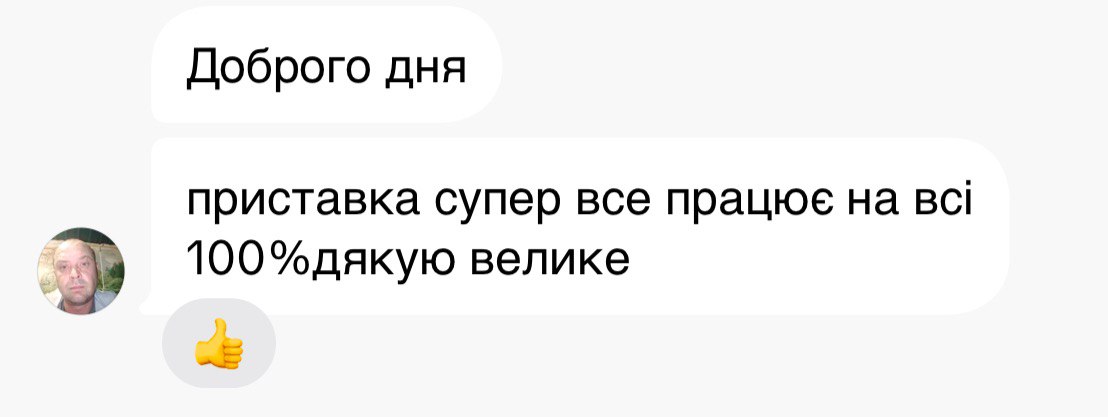 Доброго дня
приставка супер все працює на всі
100%дякую велике